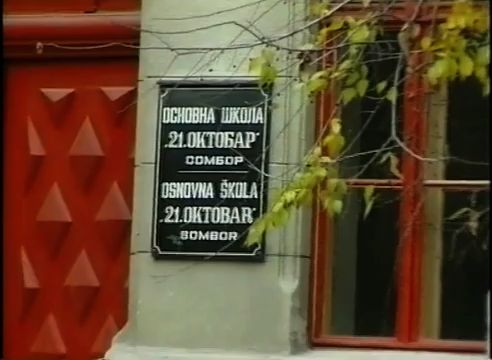 ОСНОВНА ШКОЛА
„21.ОКТОБАР"
СОМБОР
OSNOVNA ŠKOLA
„21.OKTOBAR"
SOMBOR